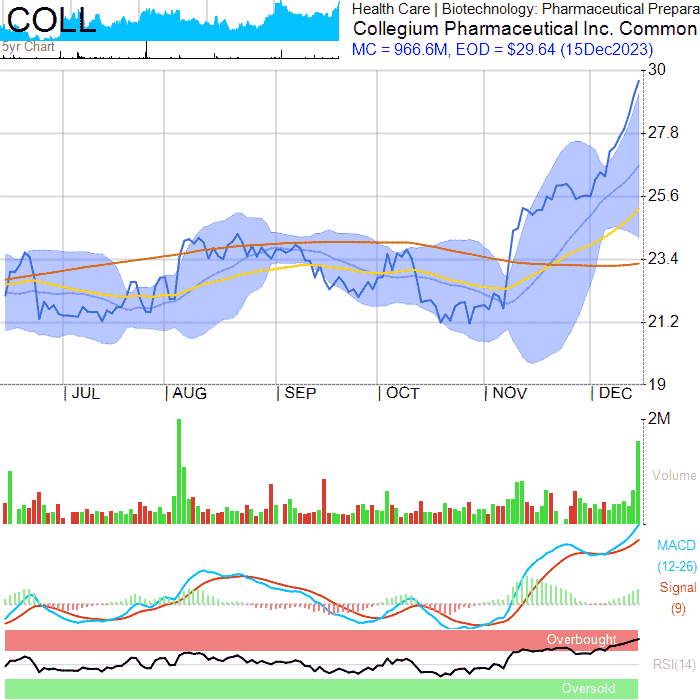 COLL
5yr Chart
Health Care | Biotechnology: Pharmaceutical Prepara
Collegium Pharmaceutical Inc. Common
MC = 966.6M, EOD = $29.64 (15Dec2023)
30
27.8
25.6
23.4
21.2
19
JUL AUG SEP OCT NOV DEC
2M
Volume
MACD
(12-26)
Signal
(9)
Overbought
RSI(14)
Oversold